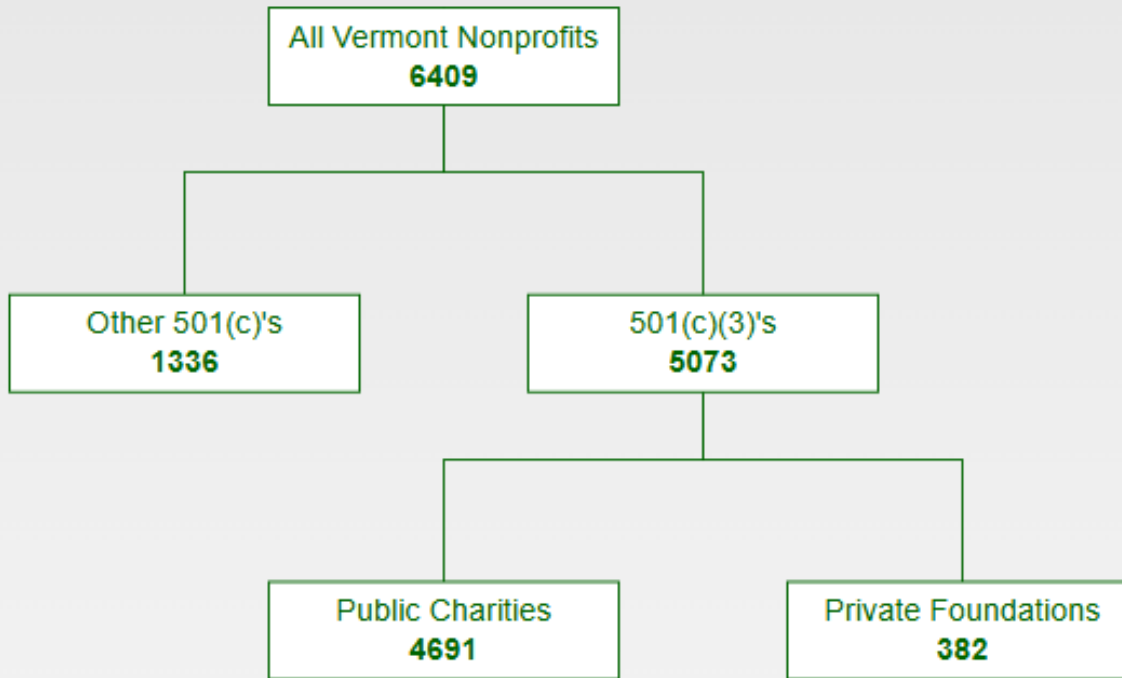 All Vermont Nonprofits
6409
Other 501(c)'s
1336
501(c)(3)'s
5073
Public Charities
4691
Private Foundations
382